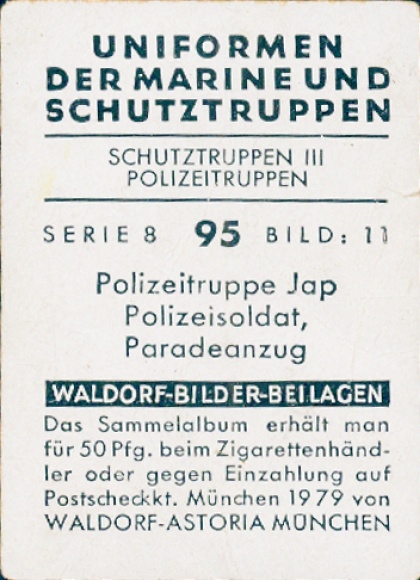 UNIFORMEN
DER MARINE UND
SCHUTZTRUPPEN
SCHUTZTRUPPEN III
POLIZEITRUPPEN
SERIE 8 95 BILD: 11
Polizeitruppe Jap
Polizeisoldat,
Paradeanzug
WALDORF-BILDER-BEILAGEN
Das Sammelalbum erhält man
für 50 Pfg. beim Zigarettenhänd-
ler oder gegen Einzahlung auf
Postscheckkt. München 1979 von
WALDORF-ASTORIA MÜNCHEN